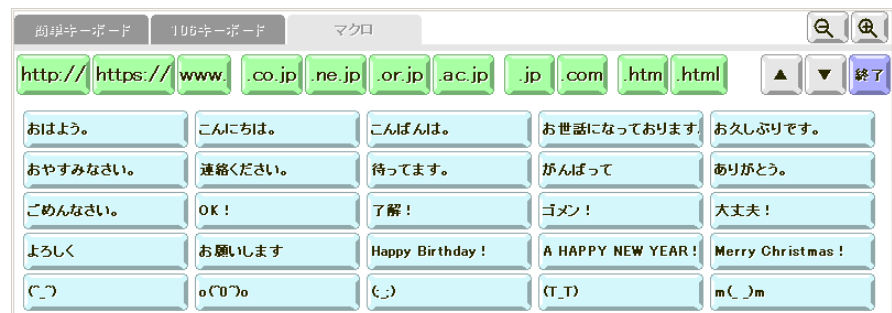 簡単キーボード 106キーボード マクロ
http:// https:// www. .co.jp .ne.jp .or.jp .ac.jp .jp .com .htm .html ▲ ▼ 終了
おはよう。 こんにちは。 こんばんは。 お世話になっております。 お久しぶりです。
おやすみなさい。 連絡ください。 待ってます。 がんばって ありがとう。
ごめんなさい。 OK! 了解! ゴメン! 大丈夫!
よろしく お願いします Happy Birthday! A HAPPY NEW YEAR! Merry Christmas!
(^_^) o(^0^)o (;_;) (T_T) m(_ _)m